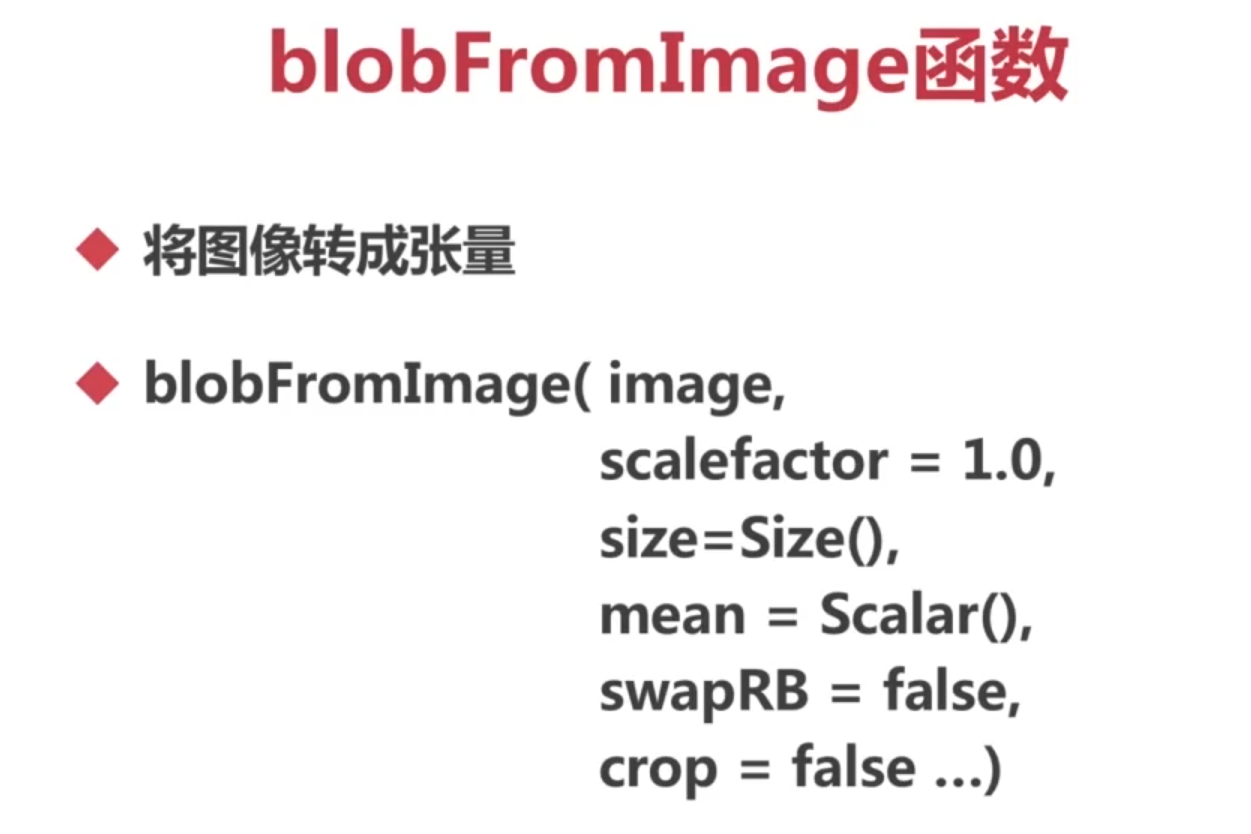 blobFromImage函数
将图像转成张量
blobFromImage( image,
scalefactor = 1.0,
size=Size(),
mean = Scalar(),
swapRB = false,
crop = false ...)